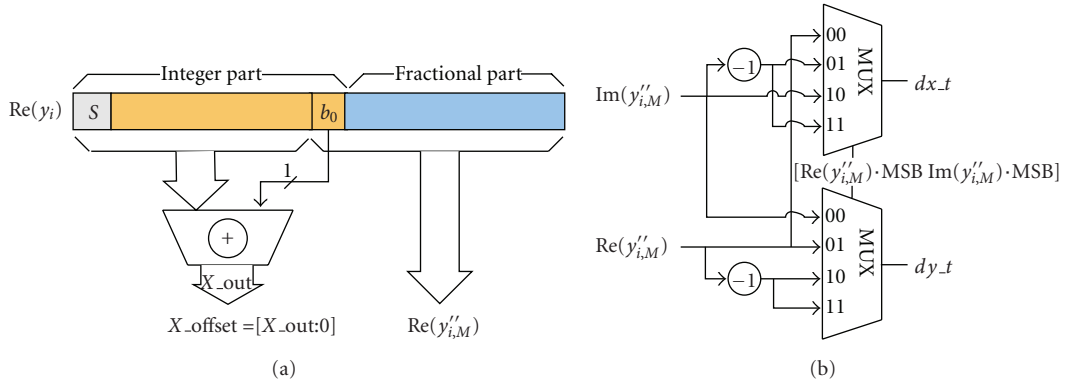 Integer part
Fractional part
Re(y_i)
S
b_0
1
+
X_out
X_offset =[X_out:0]
Re(y''_{i,M})
(a)
00
−1
01
MUX
dx_t
Im(y''_{i,M})
10
11
[Re(y''_{i,M})·MSB Im(y''_{i,M})·MSB]
00
Re(y''_{i,M})
01
MUX
dy_t
−1
10
11
(b)